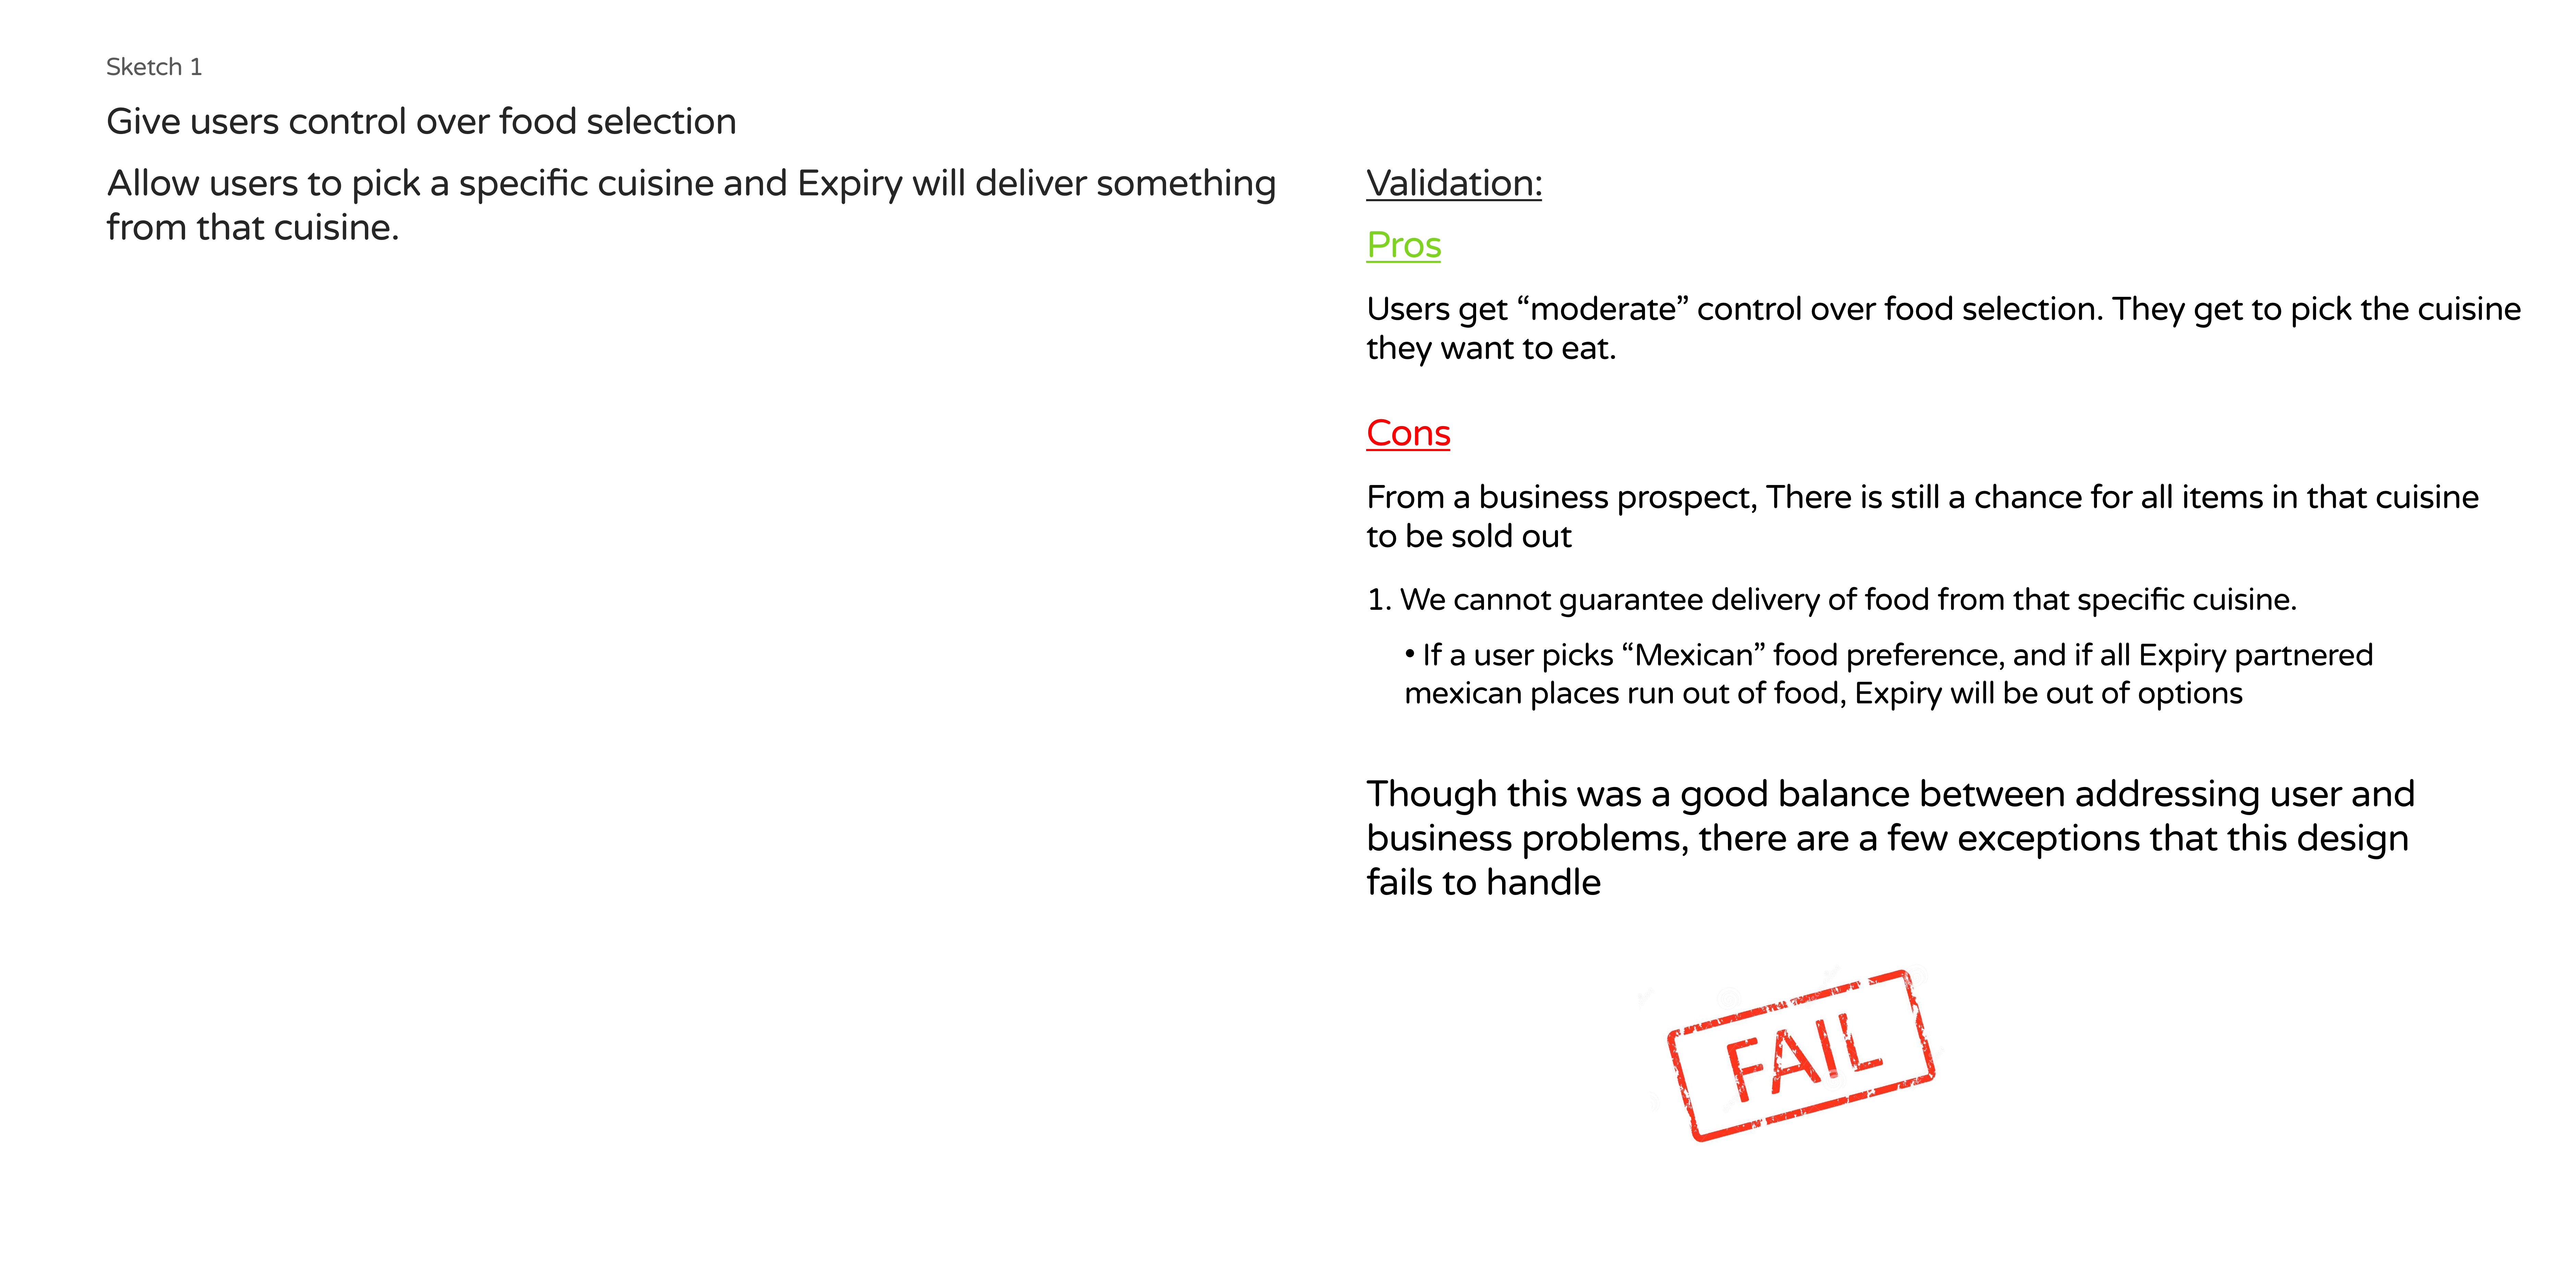 Sketch 1
Give users control over food selection
Allow users to pick a specific cuisine and Expiry will deliver something
from that cuisine.
Validation:
Pros
Users get “moderate” control over food selection. They get to pick the cuisine
they want to eat.
Cons
From a business prospect, There is still a chance for all items in that cuisine
to be sold out
1. We cannot guarantee delivery of food from that specific cuisine.
• If a user picks “Mexican” food preference, and if all Expiry partnered
mexican places run out of food, Expiry will be out of options
Though this was a good balance between addressing user and
business problems, there are a few exceptions that this design
fails to handle
FAIL